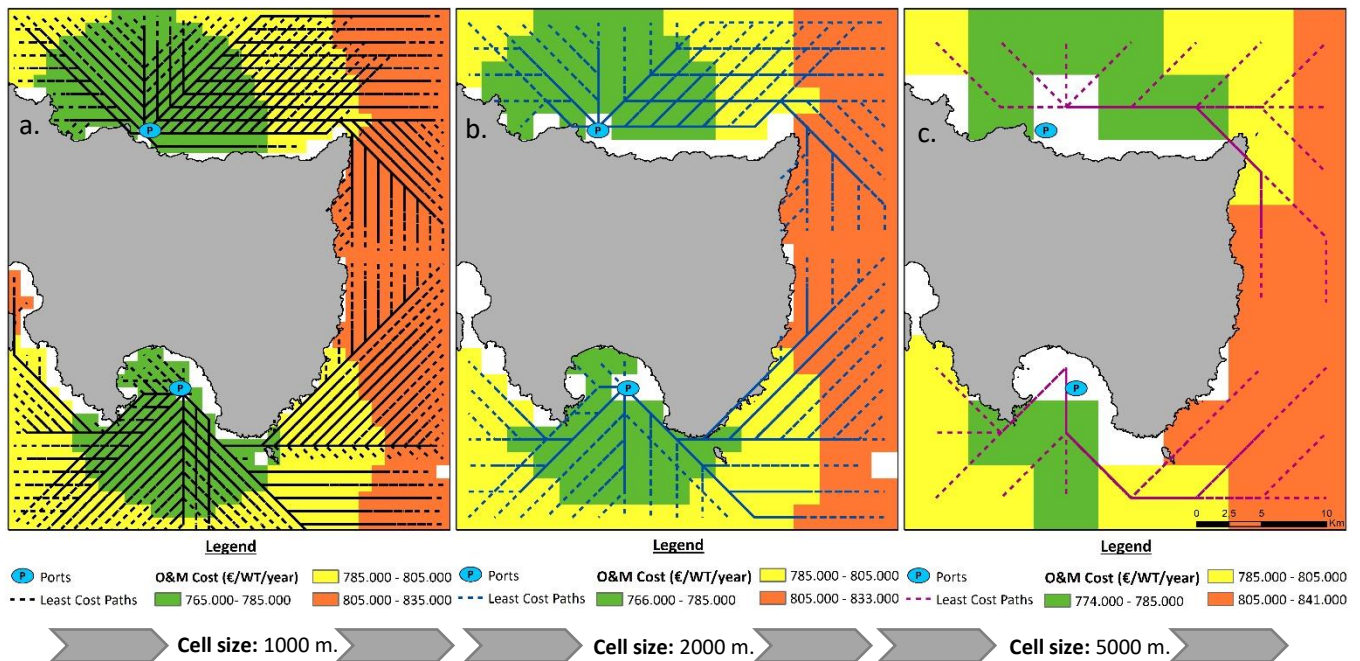 a.
b.
c.
P
P
P
P
P
P
0 2,5 5 10
Km
Legend
P Ports
Least Cost Paths
O&M Cost (€/WT/year)
765.000- 785.000
785.000 - 805.000
805.000 - 835.000
Legend
P Ports
Least Cost Paths
O&M Cost (€/WT/year)
766.000 - 785.000
785.000 - 805.000
805.000 - 833.000
Legend
P Ports
Least Cost Paths
O&M Cost (€/WT/year)
774.000 - 785.000
785.000 - 805.000
805.000 - 841.000
Cell size: 1000 m.
Cell size: 2000 m.
Cell size: 5000 m.